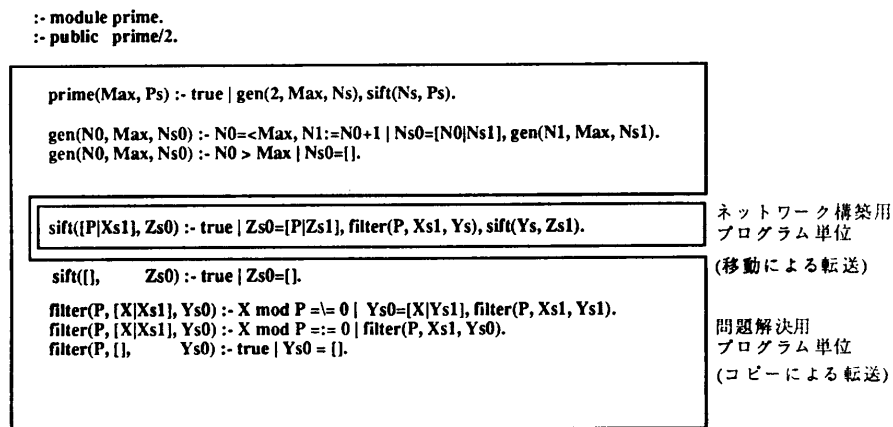 :- module prime.
:- public prime/2.
prime(Max, Ps) :- true | gen(2, Max, Ns), sift(Ns, Ps).
gen(N0, Max, Ns0) :- N0=<Max, N1:=N0+1 | Ns0=[N0|Ns1], gen(N1, Max, Ns1).
gen(N0, Max, Ns0) :- N0 > Max | Ns0=[].
sift([P|Xs1], Zs0) :- true | Zs0=[P|Zs1], filter(P, Xs1, Ys), sift(Ys, Zs1).
ネットワーク構築用
プログラム単位
(移動による転送)
sift([], Zs0) :- true | Zs0=[].
filter(P, [X|Xs1], Ys0) :- X mod P =\= 0 | Ys0=[X|Ys1], filter(P, Xs1, Ys1).
filter(P, [X|Xs1], Ys0) :- X mod P =:= 0 | filter(P, Xs1, Ys0).
filter(P, [], Ys0) :- true | Ys0 = [].
問題解決用
プログラム単位
(コピーによる転送)